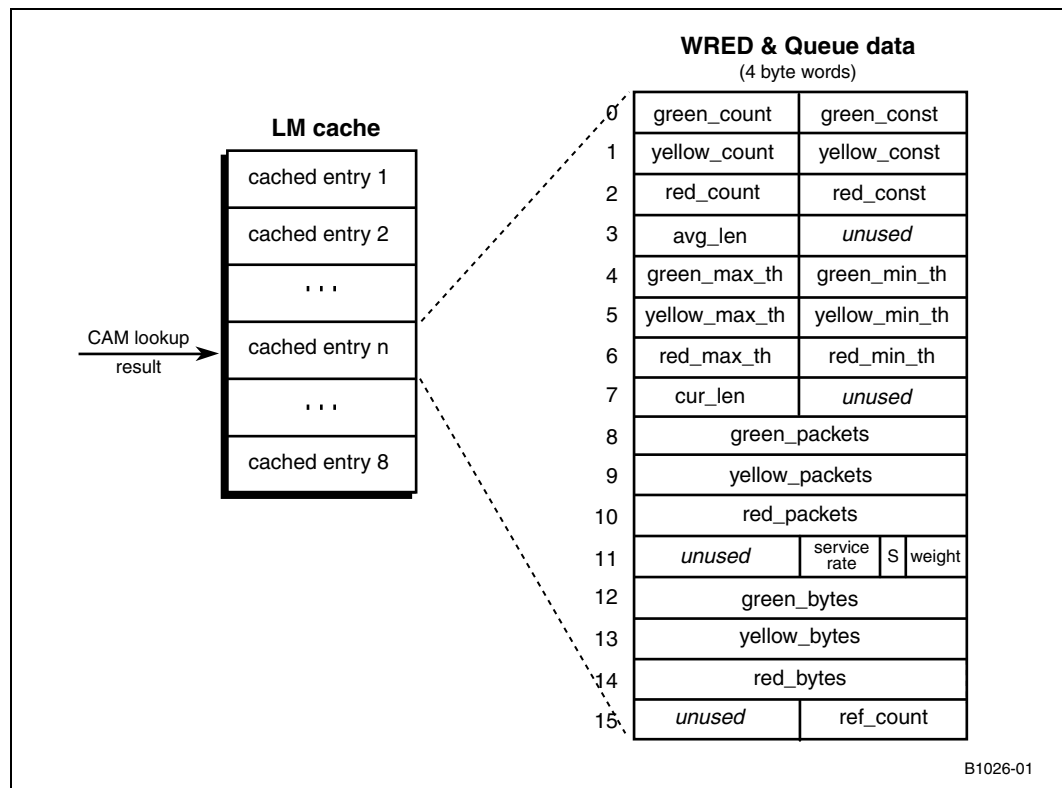 WRED & Queue data
(4 byte words)
LM cache
cached entry 1
cached entry 2
' ' '
CAM lookup
result
cached entry n
' ' '
cached entry 8
0 green_count green_const
1 yellow_count yellow_const
2 red_count red_const
3 avg_len unused
4 green_max_th green_min_th
5 yellow_max_th yellow_min_th
6 red_max_th red_min_th
7 cur_len unused
8 green_packets
9 yellow_packets
10 red_packets
11 unused service rate S weight
12 green_bytes
13 yellow_bytes
14 red_bytes
15 unused ref_count
B1026-01